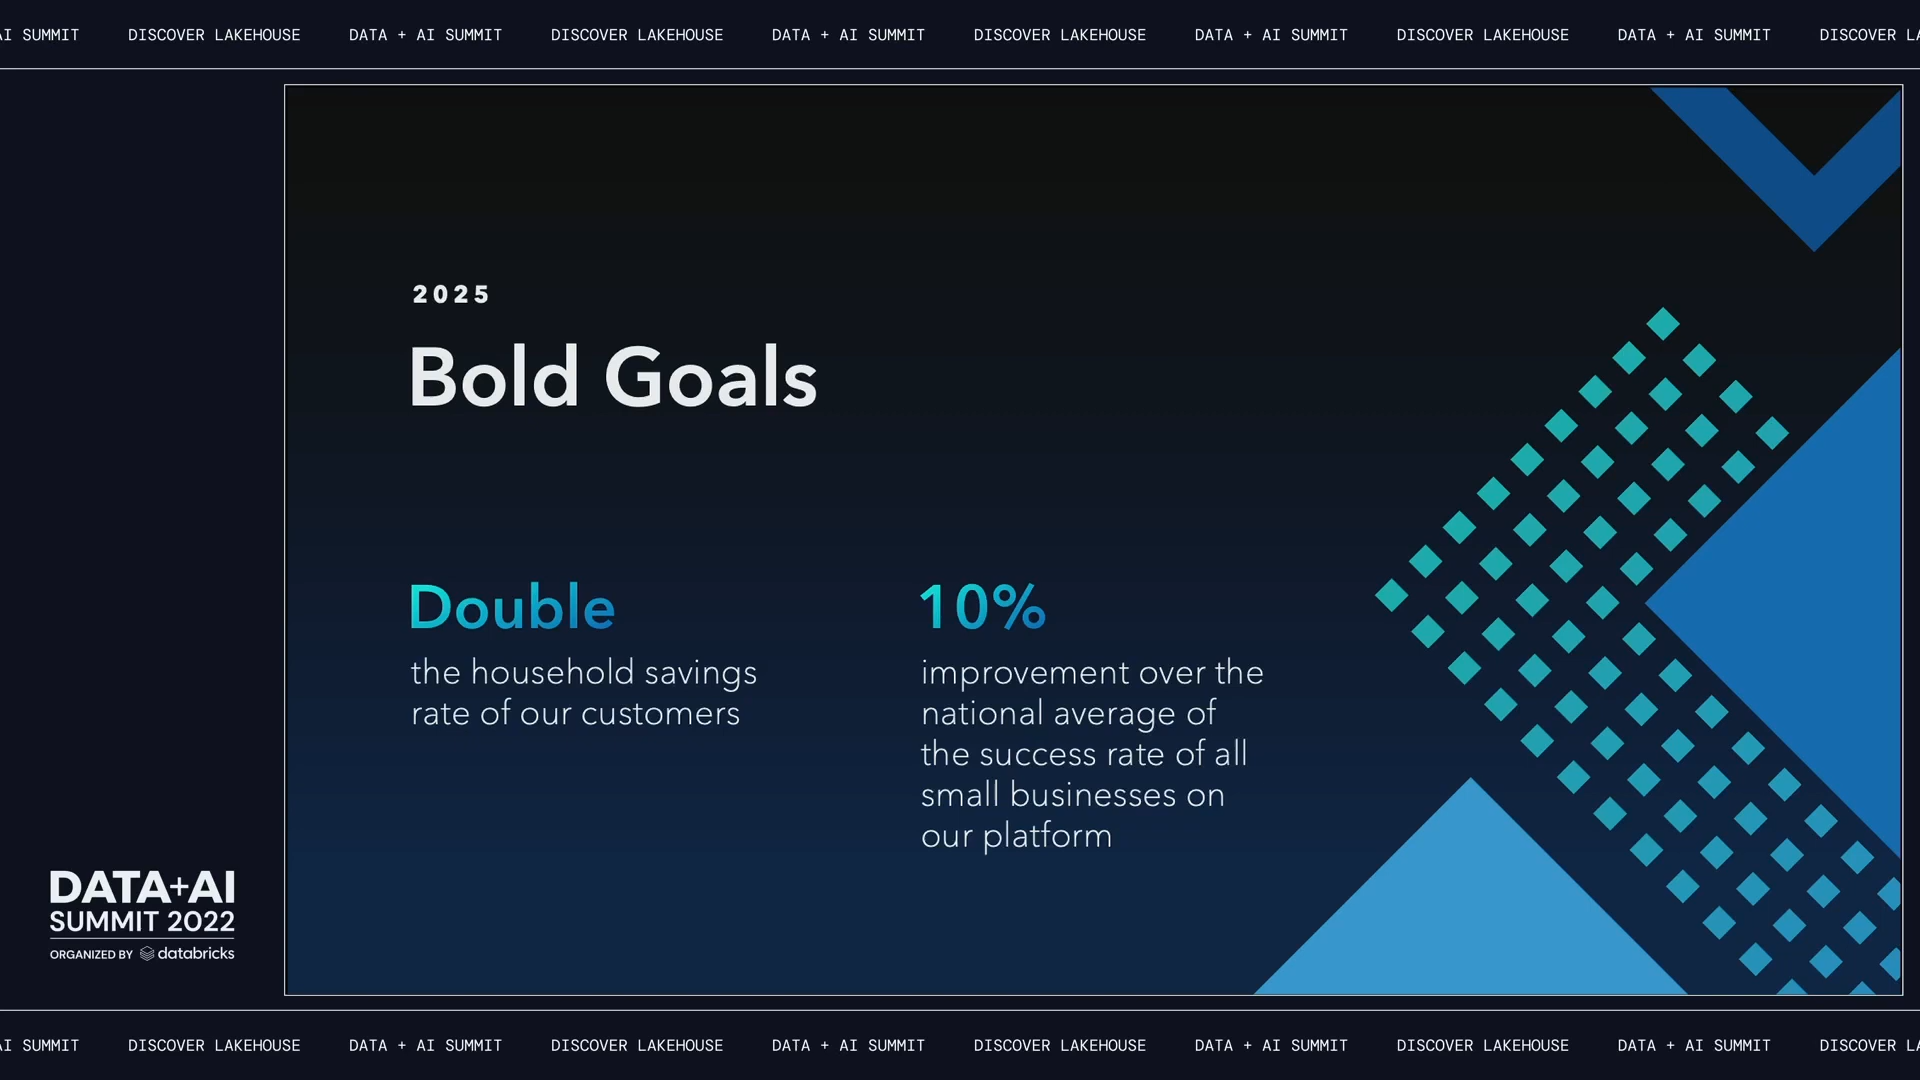 AI SUMMIT DISCOVER LAKEHOUSE DATA + AI SUMMIT DISCOVER LAKEHOUSE DATA + AI SUMMIT DISCOVER LAKEHOUSE DATA + AI SUMMIT DISCOVER LAKEHOUSE DATA + AI SUMMIT DISCOVER LA
2025
Bold Goals
Double
the household savings
rate of our customers
10%
improvement over the
national average of
the success rate of all
small businesses on
our platform
DATA+AI
SUMMIT 2022
ORGANIZED BY databricks
AI SUMMIT DISCOVER LAKEHOUSE DATA + AI SUMMIT DISCOVER LAKEHOUSE DATA + AI SUMMIT DISCOVER LAKEHOUSE DATA + AI SUMMIT DISCOVER LAKEHOUSE DATA + AI SUMMIT DISCOVER LA